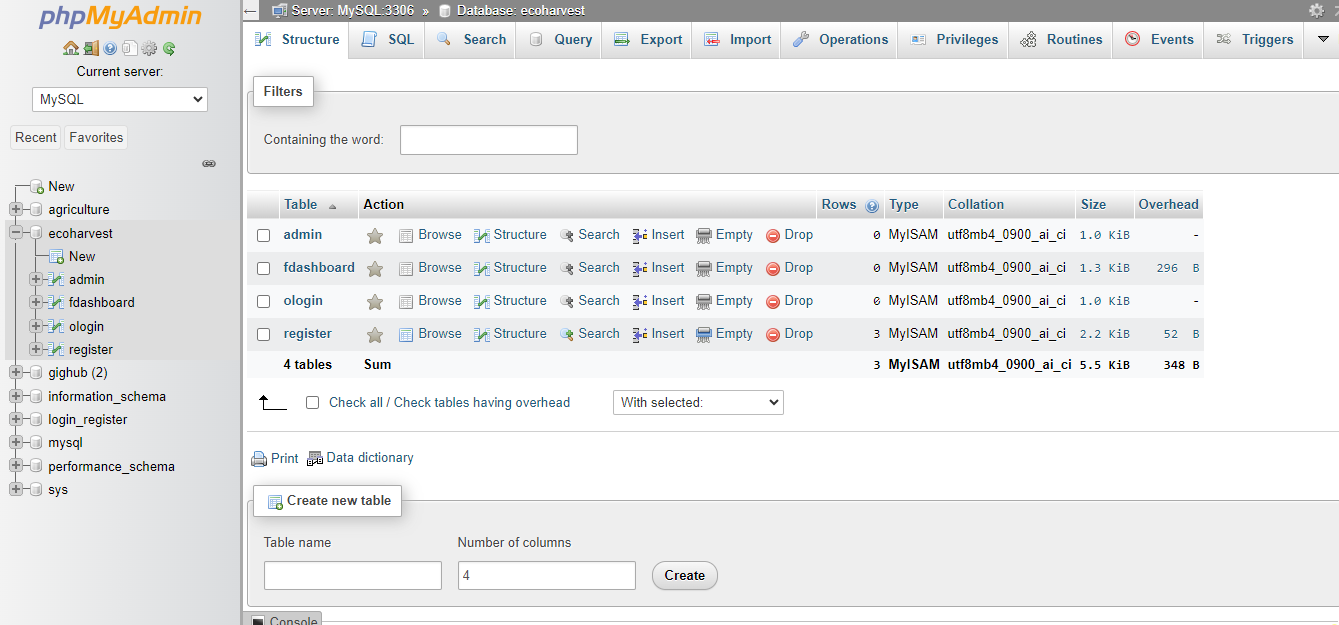 phpMyAdmin
Current server:
MySQL
Recent Favorites
New
agriculture
ecoharvest
New
admin
fdashboard
ologin
register
gighub (2)
information_schema
login_register
mysql
performance_schema
sys
Server: MySQL:3306 » Database: ecoharvest
Structure SQL Search Query Export Import Operations Privileges Routines Events Triggers
Filters
Containing the word:
Table Action Rows Type Collation Size Overhead
admin Browse Structure Search Insert Empty Drop 0 MyISAM utf8mb4_0900_ai_ci 1.0 KiB -
fdashboard Browse Structure Search Insert Empty Drop 0 MyISAM utf8mb4_0900_ai_ci 1.3 KiB 296 B
ologin Browse Structure Search Insert Empty Drop 0 MyISAM utf8mb4_0900_ai_ci 1.0 KiB -
register Browse Structure Search Insert Empty Drop 3 MyISAM utf8mb4_0900_ai_ci 2.2 KiB 52 B
4 tables Sum 3 MyISAM utf8mb4_0900_ai_ci 5.5 KiB 348 B
Check all / Check tables having overhead With selected:
Print Data dictionary
Create new table
Table name Number of columns
4 Create
Console